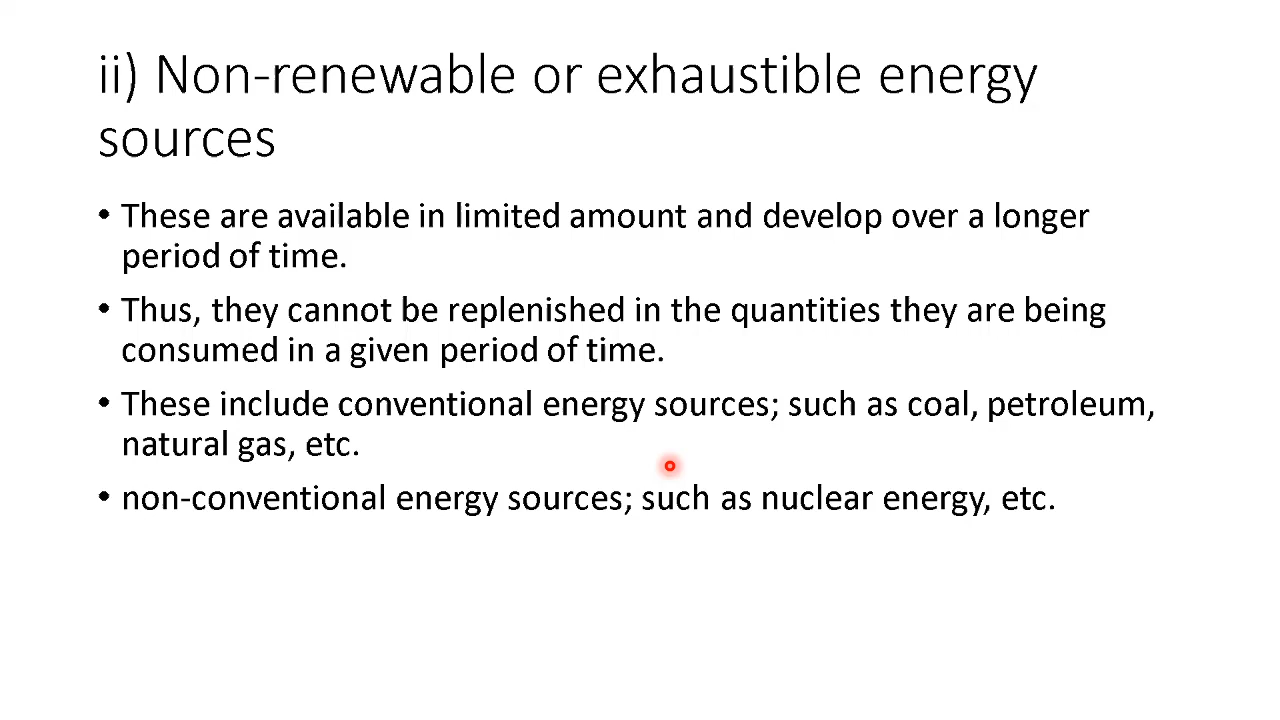 ii) Non-renewable or exhaustible energy
sources
• These are available in limited amount and develop over a longer
period of time.
• Thus, they cannot be replenished in the quantities they are being
consumed in a given period of time.
• These include conventional energy sources; such as coal, petroleum,
natural gas, etc.
• non-conventional energy sources; such as nuclear energy, etc.